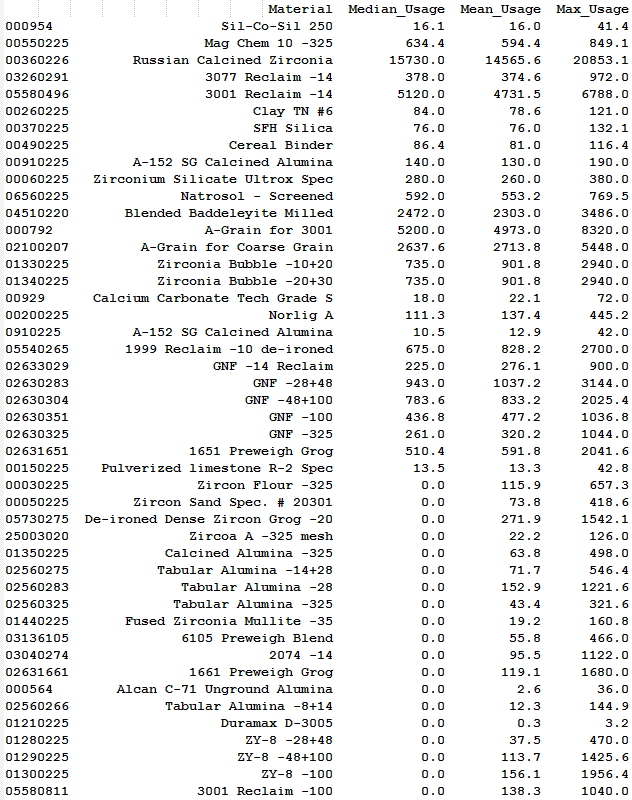 Material Median_Usage Mean_Usage Max_Usage
000954 Sil-Co-Sil 250 16.1 16.0 41.4
00550225 Mag Chem 10 -325 634.4 594.4 849.1
00360226 Russian Calcined Zirconia 15730.0 14565.6 20853.1
03260291 3077 Reclaim -14 378.0 374.6 972.0
05580496 3001 Reclaim -14 5120.0 4731.5 6788.0
00260225 Clay TN #6 84.0 78.6 121.0
00370225 SFH Silica 76.0 76.0 132.1
00490225 Cereal Binder 86.4 81.0 116.4
00910225 A-152 SG Calcined Alumina 140.0 130.0 190.0
00060225 Zirconium Silicate Ultrox Spec 280.0 260.0 380.0
06560225 Natrosol - Screened 592.0 553.2 769.5
04510220 Blended Baddeleyite Milled 2472.0 2303.0 3486.0
000792 A-Grain for 3001 5200.0 4973.0 8320.0
02100207 A-Grain for Coarse Grain 2637.6 2713.8 5448.0
01330225 Zirconia Bubble -10+20 735.0 901.8 2940.0
01340225 Zirconia Bubble -20+30 735.0 901.8 2940.0
00929 Calcium Carbonate Tech Grade S 18.0 22.1 72.0
00200225 Norlig A 111.3 137.4 445.2
0910225 A-152 SG Calcined Alumina 10.5 12.9 42.0
05540265 1999 Reclaim -10 de-ironed 675.0 828.2 2700.0
02633029 GNF -14 Reclaim 225.0 276.1 900.0
02630283 GNF -28+48 943.0 1037.2 3144.0
02630304 GNF -48+100 783.6 833.2 2025.4
02630351 GNF -100 436.8 477.2 1036.8
02630325 GNF -325 261.0 320.2 1044.0
02631651 1651 Preweigh Grog 510.4 591.8 2041.6
00150225 Pulverized limestone R-2 Spec 13.5 13.3 42.8
00030225 Zircon Flour -325 0.0 115.9 657.3
00050225 Zircon Sand Spec. # 20301 0.0 73.8 418.6
05730275 De-ironed Dense Zircon Grog -20 0.0 271.9 1542.1
25003020 Zircoa A -325 mesh 0.0 22.2 126.0
01350225 Calcined Alumina -325 0.0 63.8 498.0
02560275 Tabular Alumina -14+28 0.0 71.7 546.4
02560283 Tabular Alumina -28 0.0 152.9 1221.6
02560325 Tabular Alumina -325 0.0 43.4 321.6
01440225 Fused Zirconia Mullite -35 0.0 19.2 160.8
03136105 6105 Preweigh Blend 0.0 55.8 466.0
03040274 2074 -14 0.0 95.5 1122.0
02631661 1661 Preweigh Grog 0.0 119.1 1680.0
000564 Alcan C-71 Unground Alumina 0.0 2.6 36.0
02560266 Tabular Alumina -8+14 0.0 12.3 144.9
01210225 Duramax D-3005 0.0 0.3 3.2
01280225 ZY-8 -28+48 0.0 37.5 470.0
01290225 ZY-8 -48+100 0.0 113.7 1425.6
01300225 ZY-8 -100 0.0 156.1 1956.4
05580811 3001 Reclaim -100 0.0 138.3 1040.0